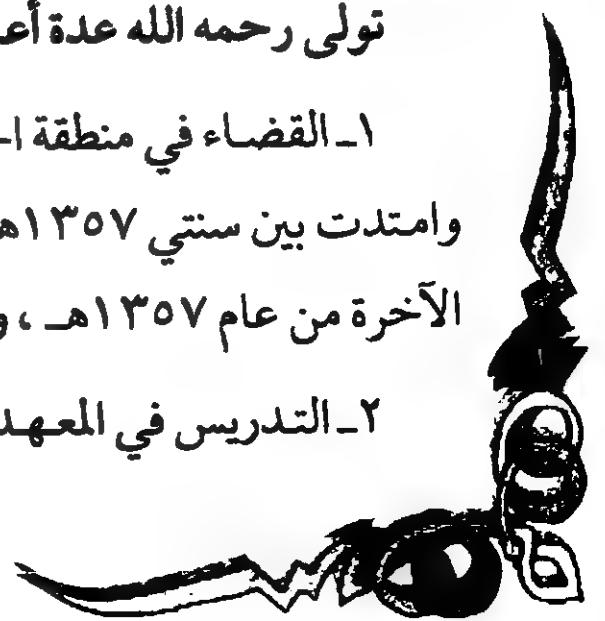 تولى رحمه الله عدة
١ـ القضاء في منطقة
وامتدت بين سنتي ١٣٥٧هـ
الآخرة من عام ١٣٥٧هـ ، و
٢ـ التدريس في المعهد